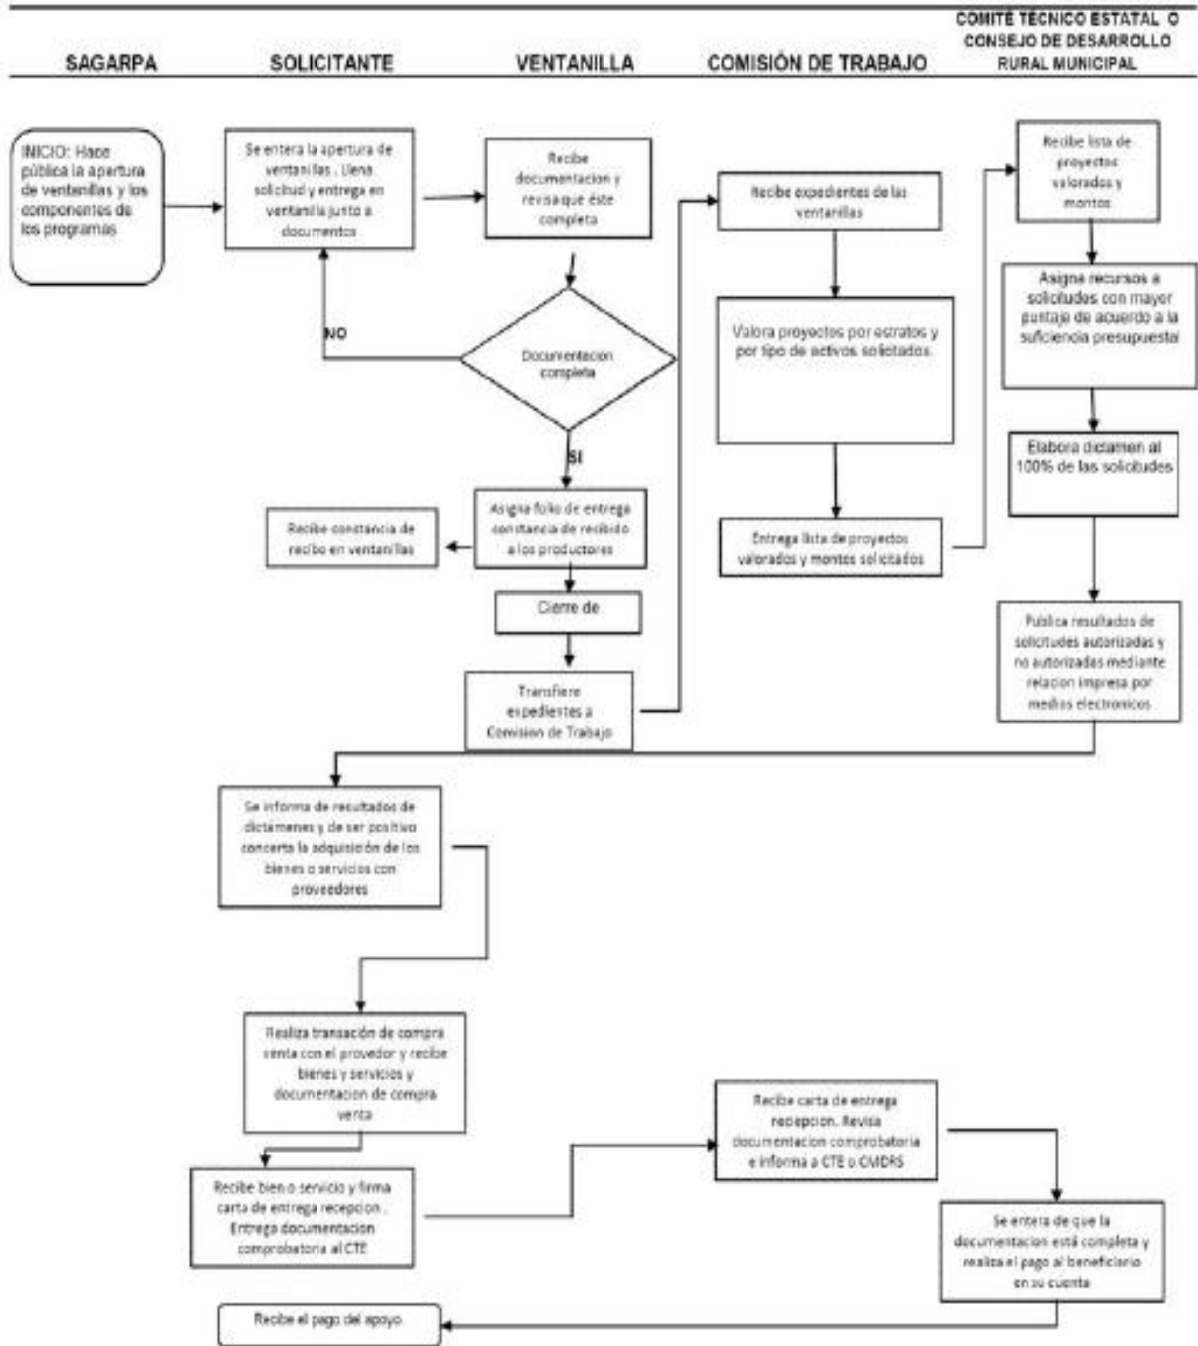 COMITÉ TÉCNICO ESTATAL O
CONSEJO DE DESARROLLO
RURAL MUNICIPAL
SAGARPA
SOLICITANTE
VENTANILLA
COMISIÓN DE TRABAJO
INICIO: Hace
pública la apertura
de ventanillas y los
componentes de
los programas
Se entera la apertura de
ventanillas . Llena
solicitud y entrega en
ventanilla junto a
documentos
Recibe
documentacion y
revisa que éste
completa
Documentacion
completa
NO
SI
Asigna folio de entrega
constancia de recibido
a los productores
Recibe constancia de
recibo en ventanillas
Cierre de
Transfiere
expedientes a
Comision de Trabajo
Recibe expedientes de las
ventanillas
Valora proyectos por estratos y
por tipo de activos solicitados.
Entrega lista de proyectos
valorados y montos solicitados
Recibe lista de
proyectos
valorados y
montos
Asigna recursos a
solicitudes con mayor
puntaje de acuerdo a la
suficiencia presupuestal
Elabora dictamen al
100% de las solicitudes
Publica resultados de
solicitudes autorizadas y
no autorizadas mediante
relacion impresa por
medios electronicos
Se informa de resultados de
dictámenes y de ser positivo
concerta la adquisición de los
bienes o servicios con
proveedores
Realiza transación de compra
venta con el provedor y recibe
bienes y servicios y
documentacion de compra
venta
Recibe bien o servicio y firma
carta de entrega recepcion .
Entrega documentacion
comprobatoria al CTE
Recibe carta de entrega
reciepcion. Revisa
documentacion comprobatoria
e informa a CTE o CMDRS
Se entera de que la
documentacion está completa y
realiza el pago al beneficiario
en su cuenta
Recibe el pago del apoyo